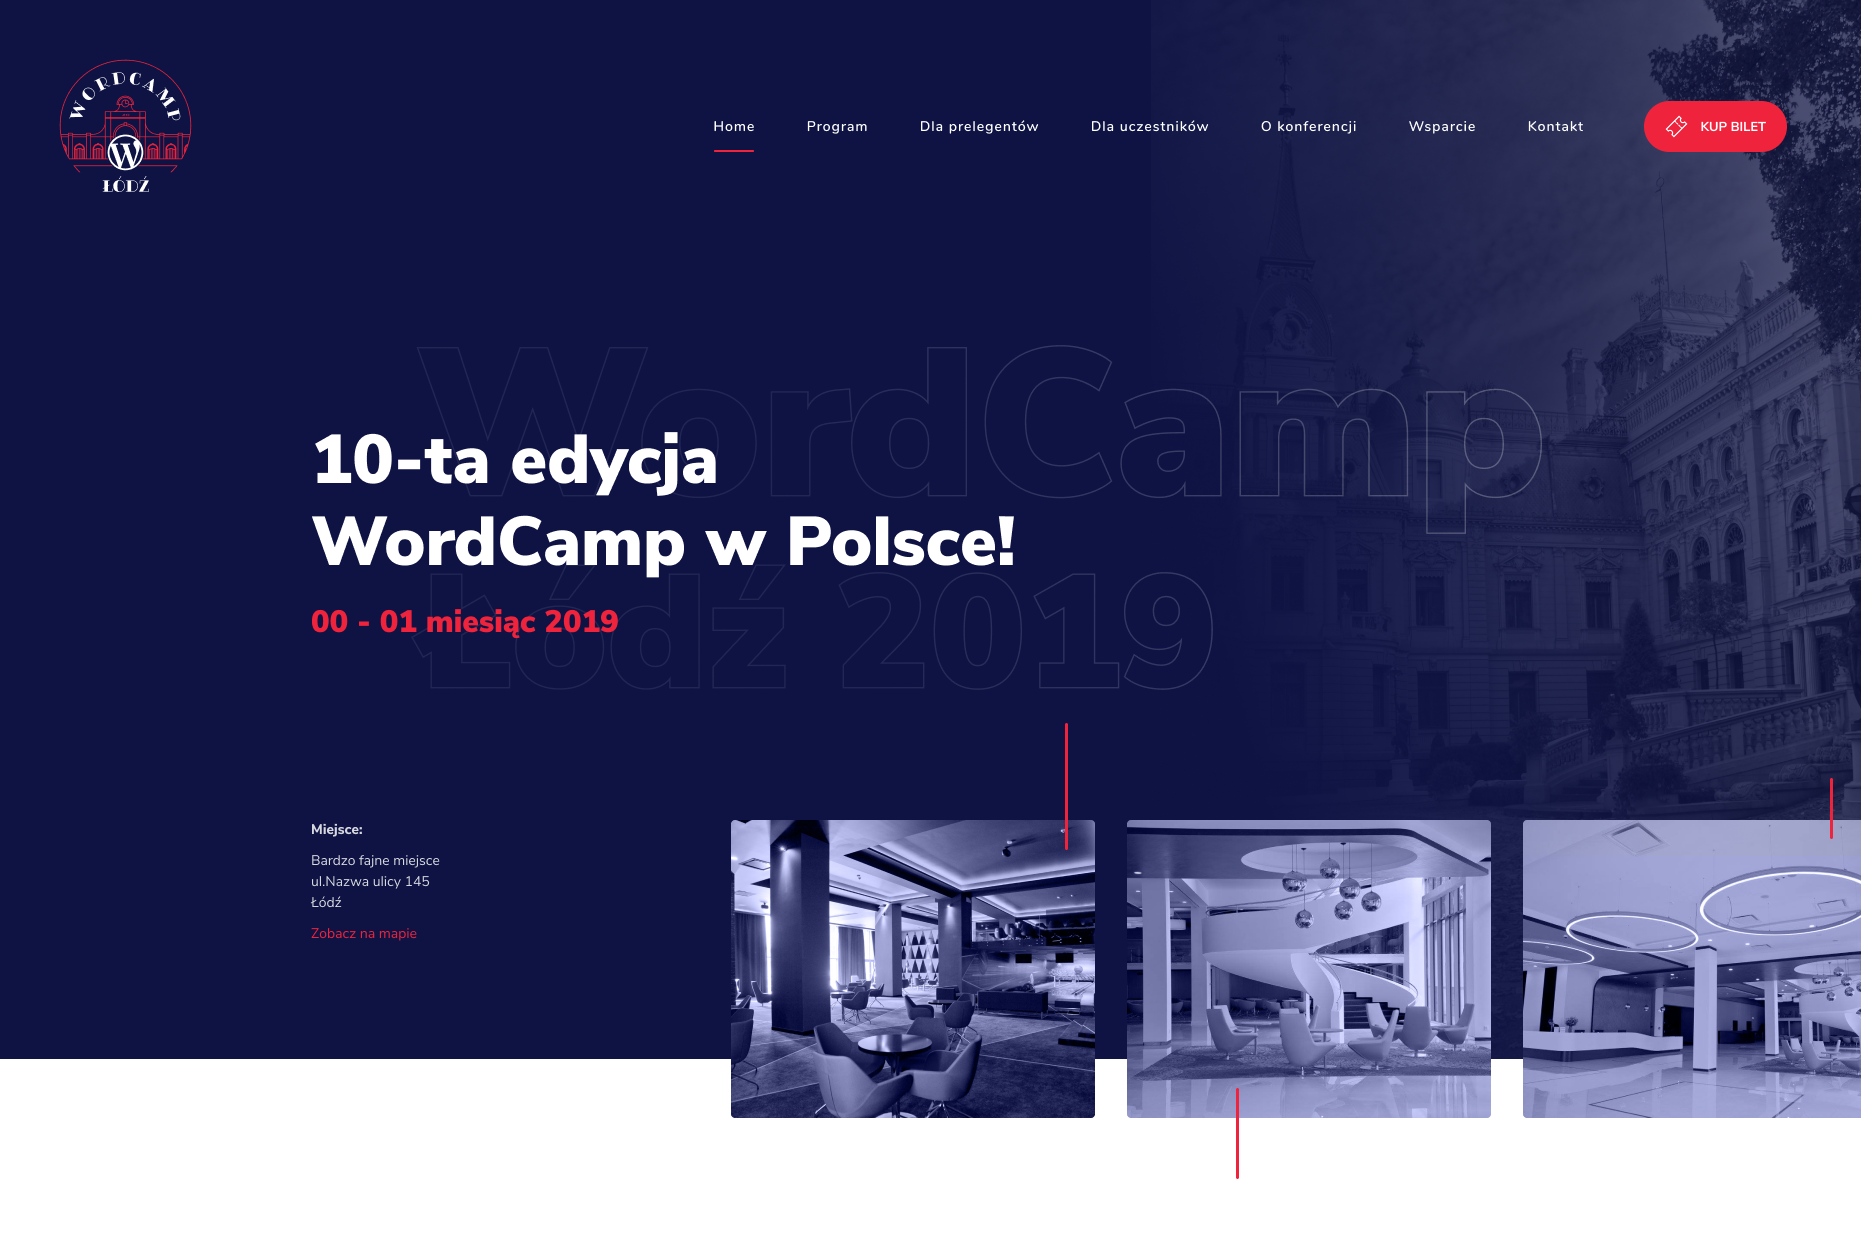 WORDCAMP
ŁÓDŹ
Home
Program
Dla prelegentów
Dla uczestników
O konferencji
Wsparcie
Kontakt
KUP BILET
WordCamp
10-ta edycja
WordCamp w Polsce!
Łódź 2019
00 - 01 miesiąc 2019
Miejsce:
Bardzo fajne miejsce
ul.Nazwa ulicy 145
Łódź
Zobacz na mapie